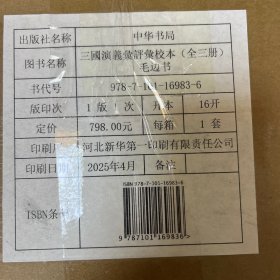 出版社名称 中华书局
图书名称 三國演義彙評彙校本（全三册）
毛边书
书代号 978-7-101-16983-6
版印次 1 版 1 次 开本 16开
定价 798.00元 每箱 1 套
印刷厂 河北新华第一印刷有限责任公司
印刷日期 2025年4月 备注
ISBN条
ISBN 978-7-101-16983-6
9 787101 169836